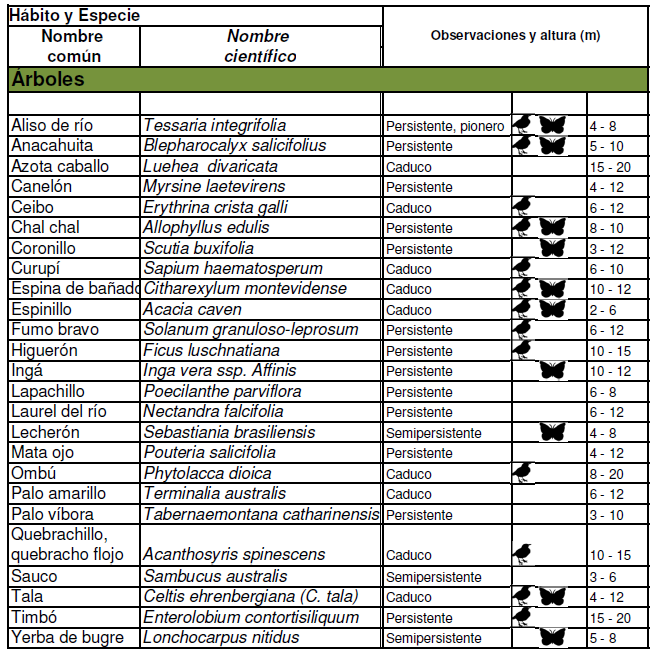 Hábito y Especie
Nombre común Nombre científico Observaciones y altura (m)
Árboles
Aliso de río Tessaria integrifolia Persistente, pionero 4 - 8
Anacahuita Blepharocalyx salicifolius Persistente 5 - 10
Azota caballo Luehea divaricata Caduco 15 - 20
Canelón Myrsine laetevirens Persistente 4 - 12
Ceibo Erythrina crista galli Caduco 6 - 12
Chal chal Allophyllus edulis Persistente 8 - 10
Coronillo Scutia buxifolia Persistente 3 - 12
Curupí Sapium haematosperum Caduco 6 - 10
Espina de bañado Citharexylum montevidense Caduco 10 - 12
Espinillo Acacia caven Caduco 2 - 6
Fumo bravo Solanum granuloso-leprosum Persistente 6 - 12
Higuerón Ficus luschnatiana Persistente 10 - 15
Ingá Inga vera ssp. Affinis Persistente 10 - 12
Lapachillo Poecilanthe parviflora Persistente 6 - 8
Laurel del río Nectandra falcifolia Persistente 6 - 12
Lecherón Sebastiania brasiliensis Semipersistente 4 - 8
Mata ojo Pouteria salicifolia Persistente 4 - 12
Ombú Phytolacca dioica Caduco 8 - 20
Palo amarillo Terminalia australis Caduco 6 - 12
Palo víbora Tabernaemontana catharinensis Persistente 3 - 10
Quebrachillo,
quebracho flojo Acanthosyris spinescens Caduco 10 - 15
Sauco Sambucus australis Semipersistente 3 - 6
Tala Celtis ehrenbergiana (C. tala) Caduco 4 - 12
Timbó Enterolobium contortisiliquum Persistente 15 - 20
Yerba de bugre Lonchocarpus nitidus Semipersistente 5 - 8